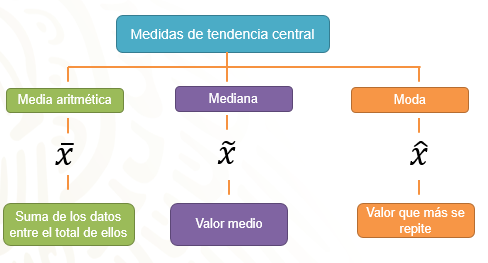 Medidas de tendencia central
Media aritmética
Mediana
Moda
x̄
x̃
x̂
Suma de los datos
entre el total de ellos
Valor medio
Valor que más se
repite